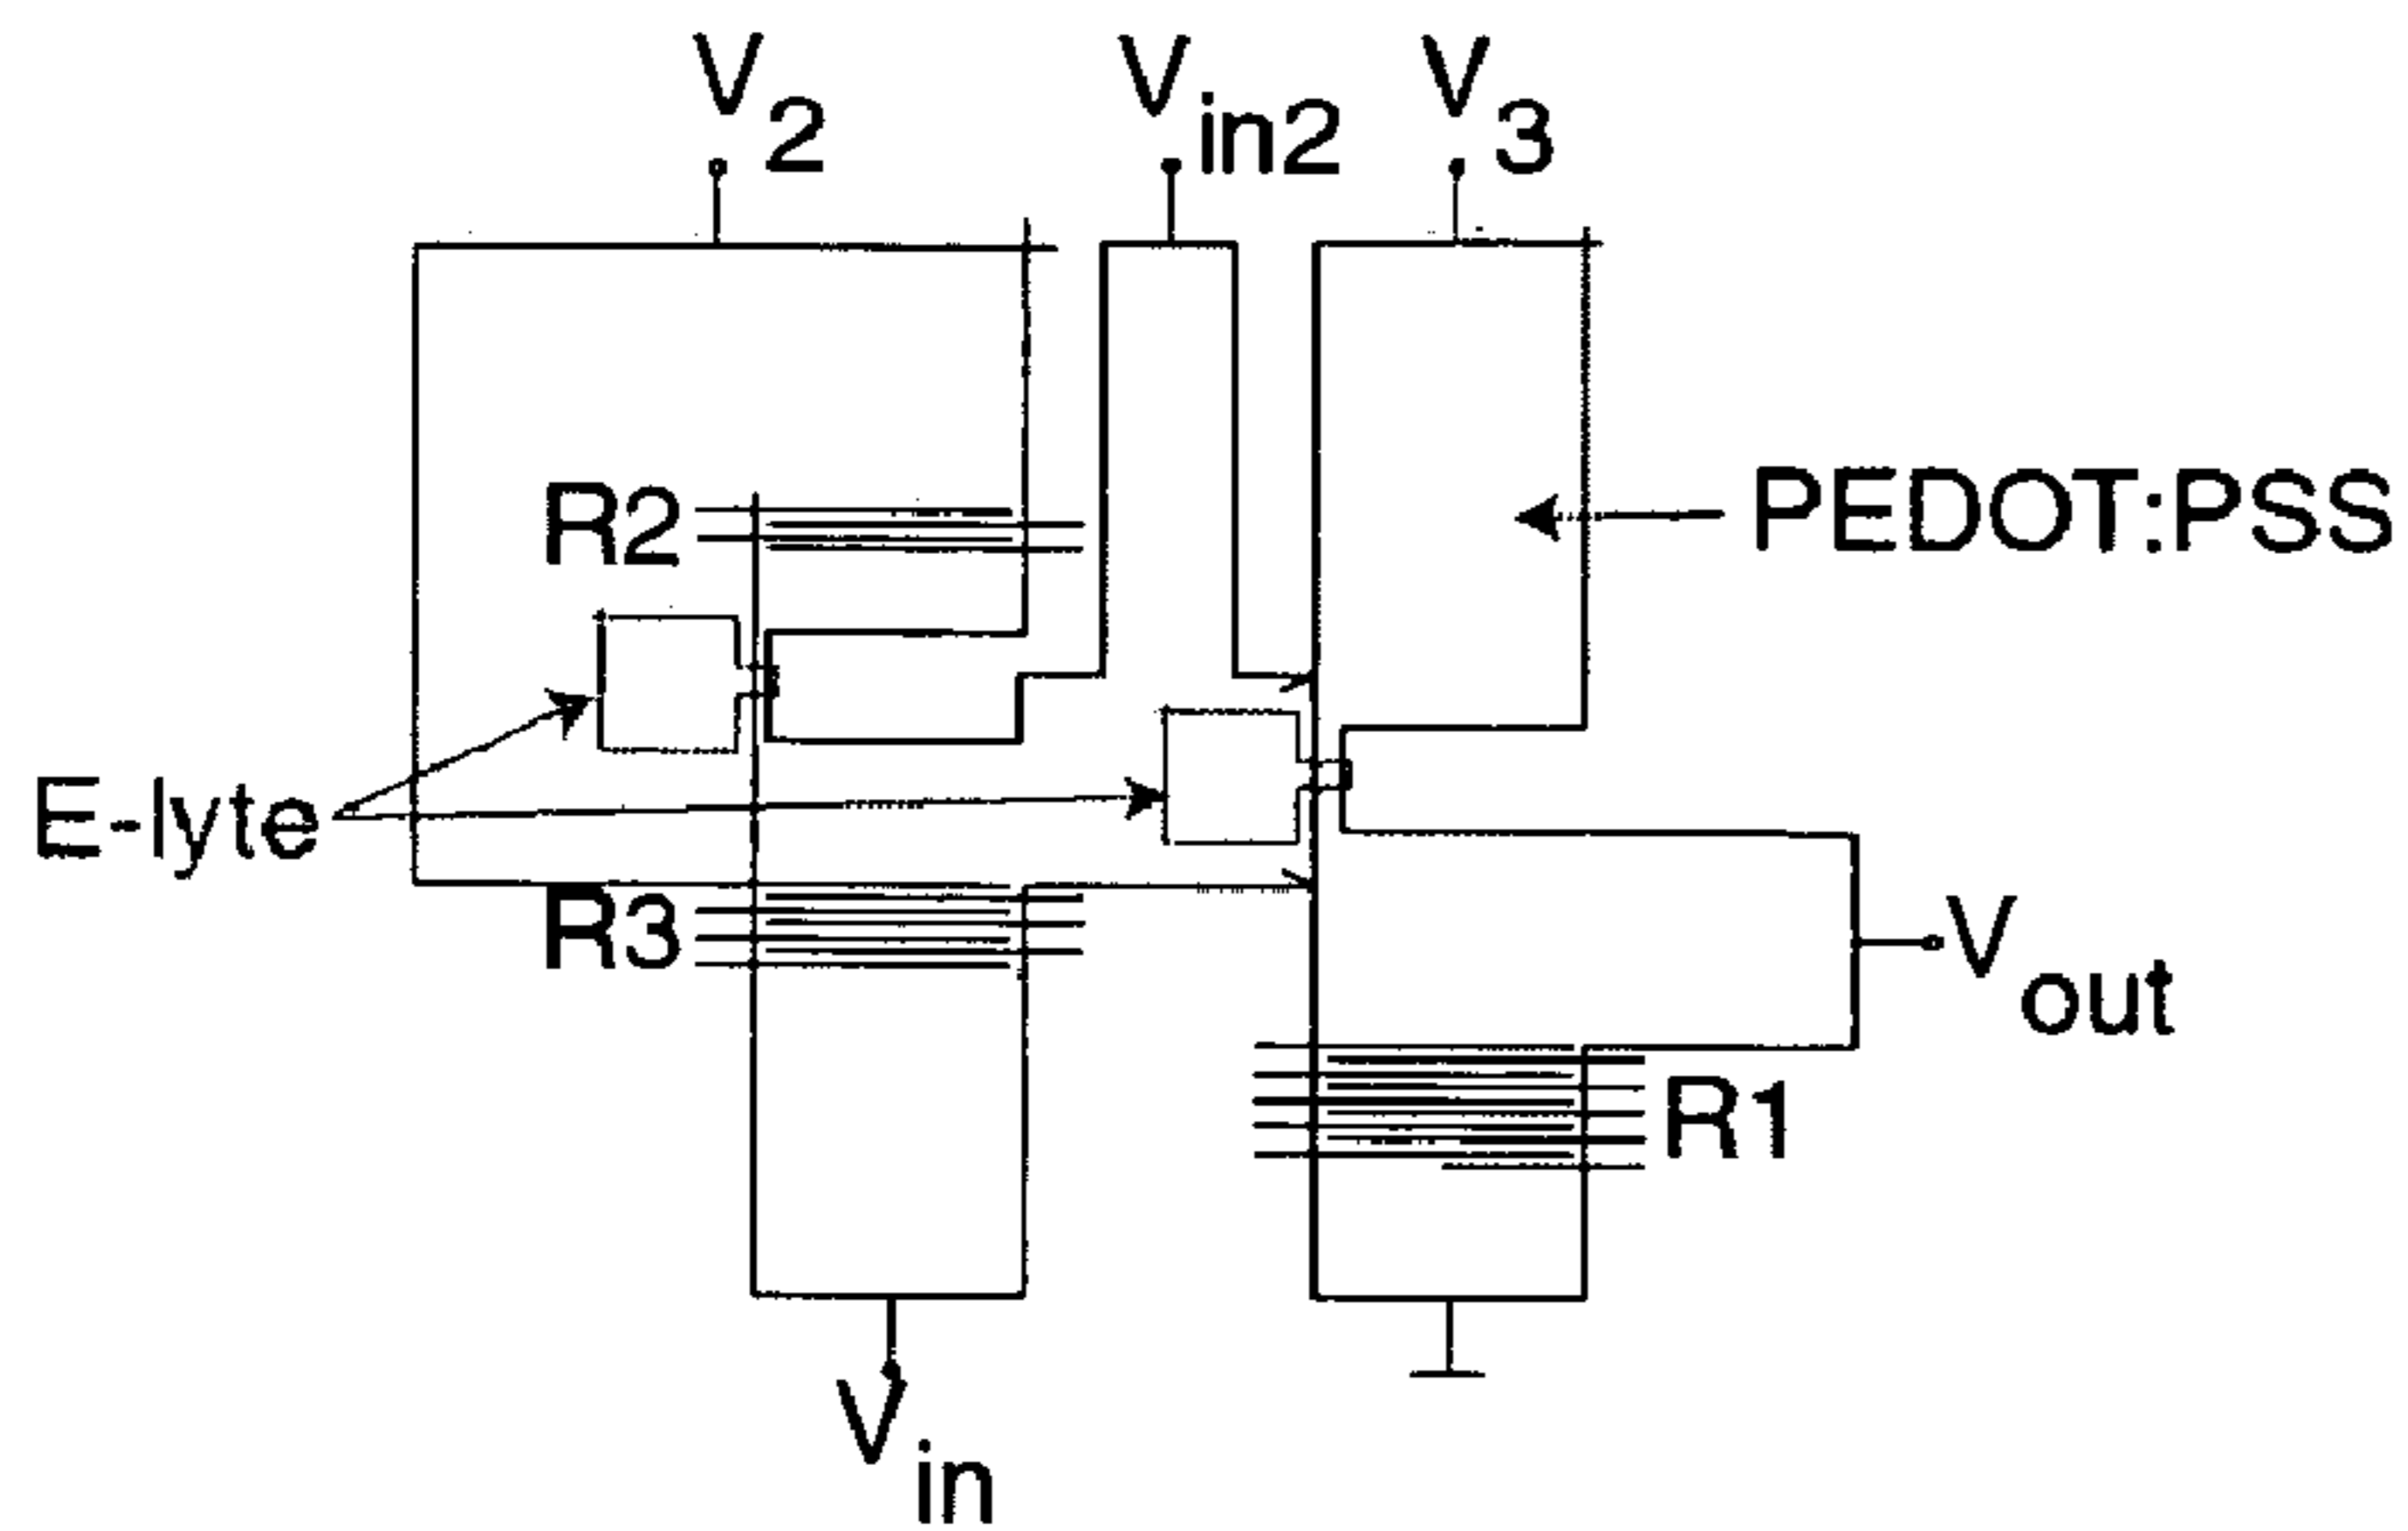 V2
Vin2
V3
R2
PEDOT:PSS
E-lyte
R3
Vout
R1
Vin